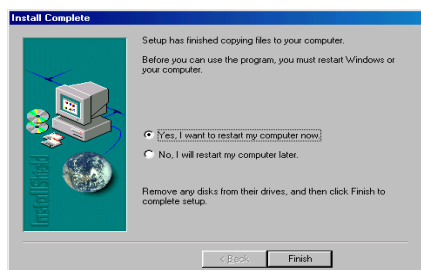 Install Complete
Setup has finished copying files to your computer.
Before you can use the program, you must restart Windows or
your computer.
Yes, I want to restart my computer now.
No, I will restart my computer later.
Remove any disks from their drives, and then click Finish to
complete setup.
InstallShield
< Back
Finish